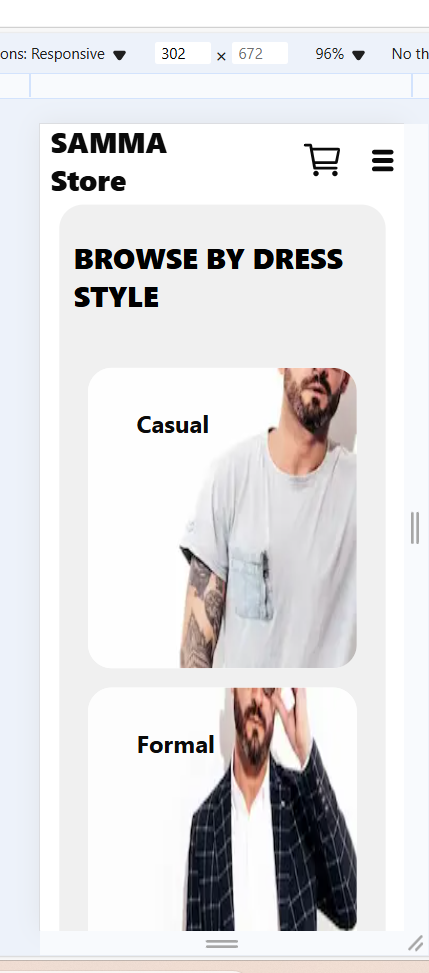 ons: Responsive 302 × 672 96% No th
SAMMA
Store
BROWSE BY DRESS
STYLE
Casual
Formal